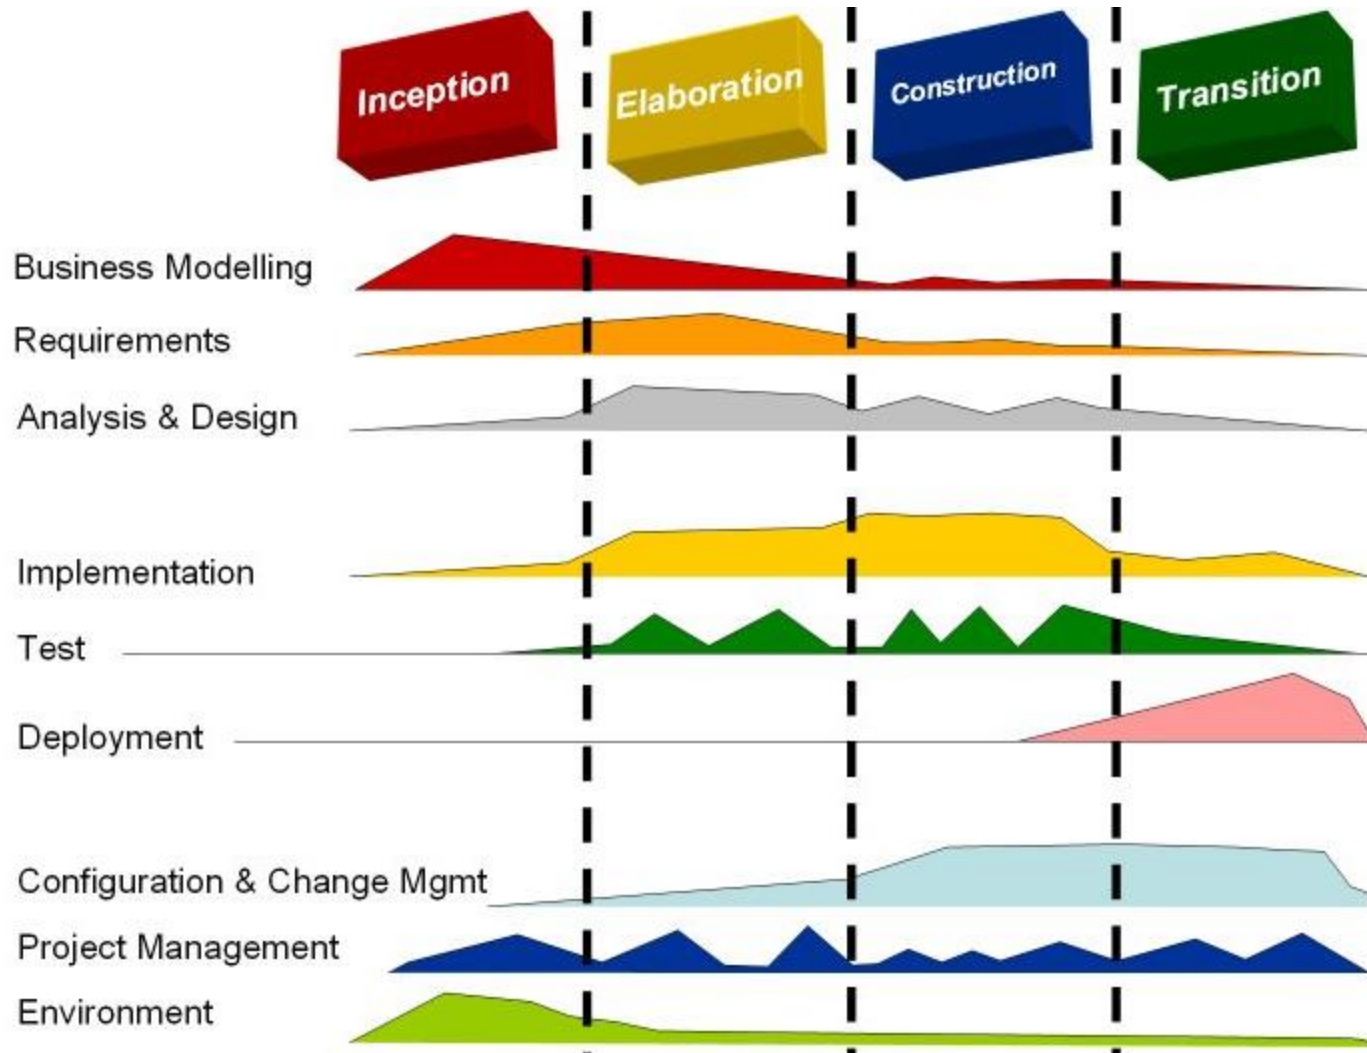 Inception
Elaboration
Construction
Transition
Business Modelling
Requirements
Analysis & Design
Implementation
Test
Deployment
Configuration & Change Mgmt
Project Management
Environment